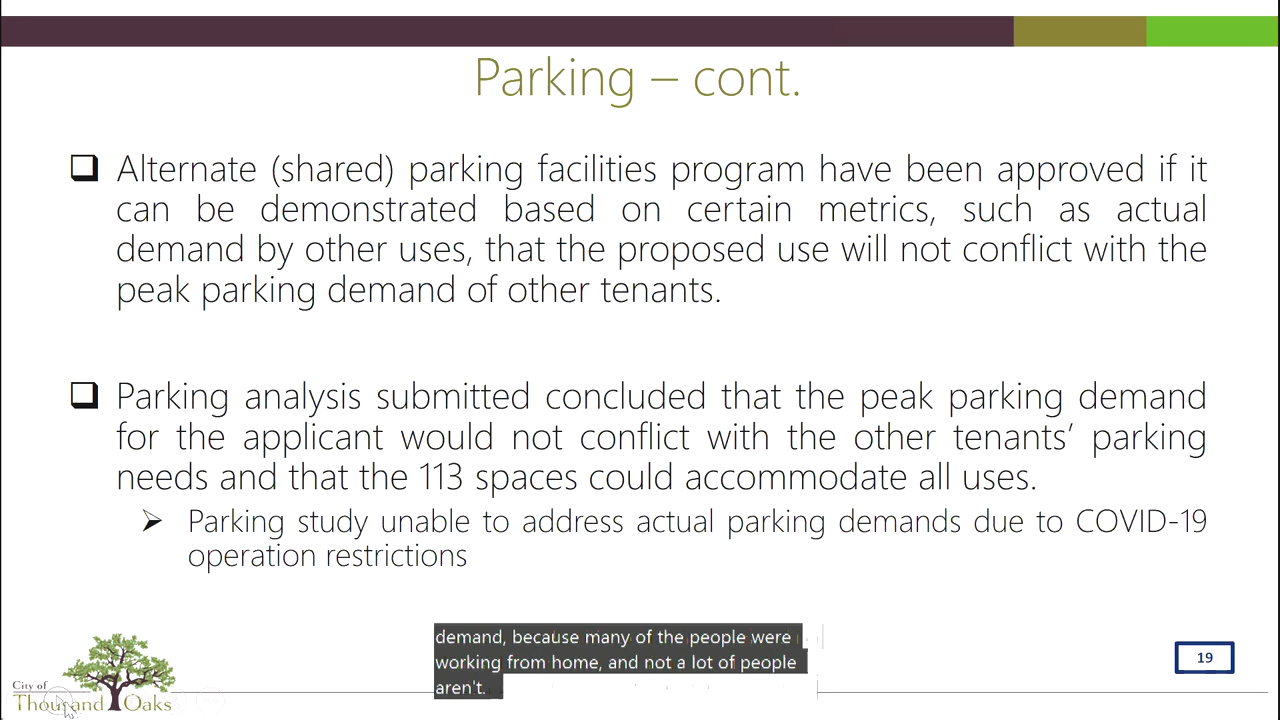 Parking – cont.
❑ Alternate (shared) parking facilities program have been approved if it
can be demonstrated based on certain metrics, such as actual
demand by other uses, that the proposed use will not conflict with the
peak parking demand of other tenants.
❑ Parking analysis submitted concluded that the peak parking demand
for the applicant would not conflict with the other tenants’ parking
needs and that the 113 spaces could accommodate all uses.
➢ Parking study unable to address actual parking demands due to COVID-19
operation restrictions
demand, because many of the people were
working from home, and not a lot of people
aren't.
19
City of
Thousand Oaks